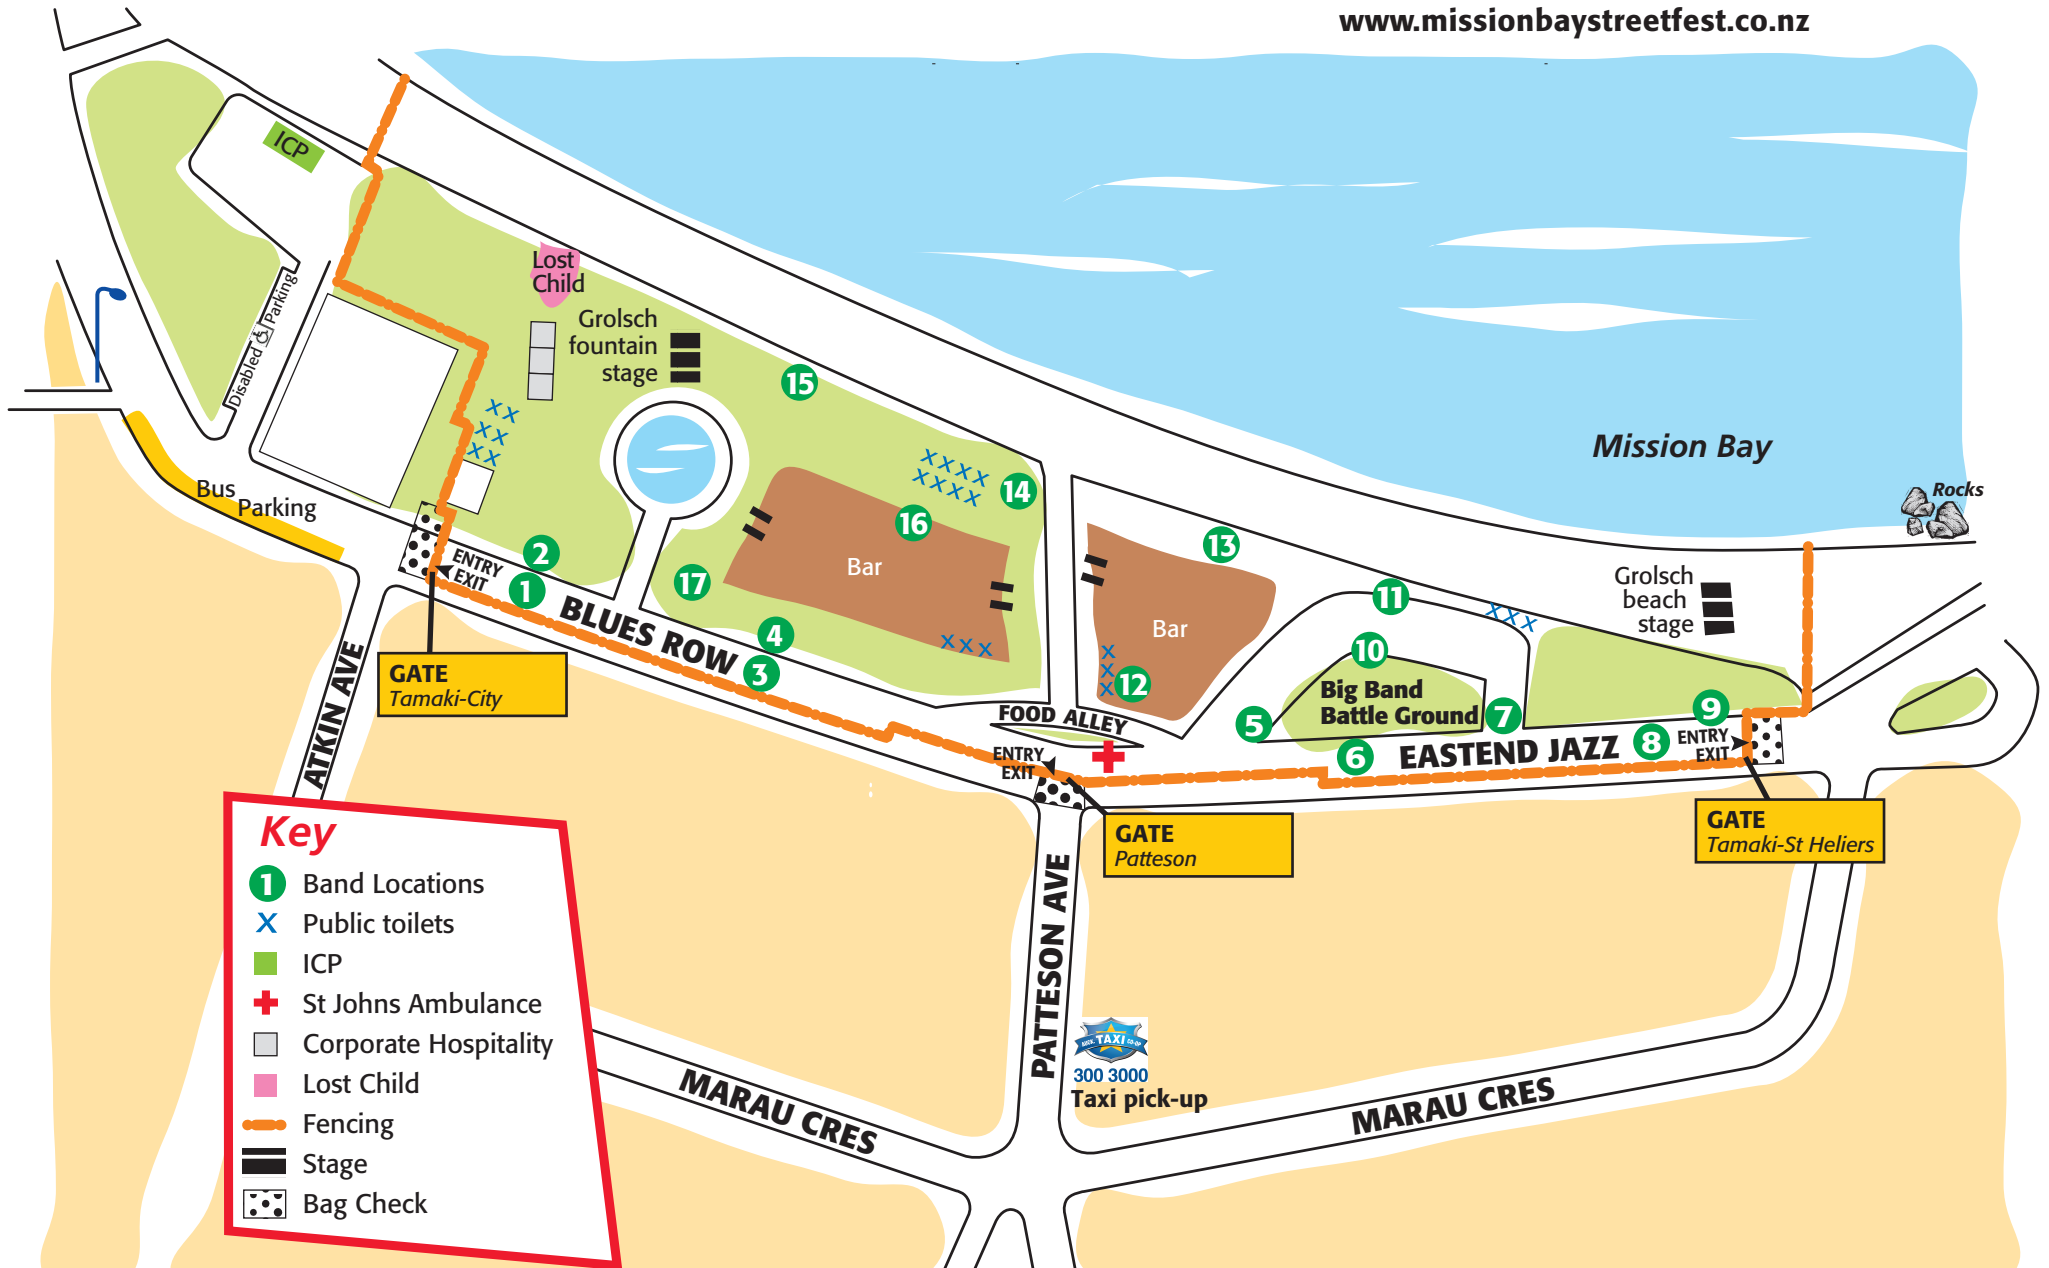 www.missionbaystreetfest.co.nz
ICP
Lost
Child
Grolsch
fountain
stage
Disabled Parking
Bus
Parking
15
14
16
Bar
17
2
1
ENTRY
EXIT
BLUES ROW
4
3
GATE
Tamaki-City
ATKIN AVE
Mission Bay
Rocks
13
Bar
12
11
10
Big Band
Battle Ground
5
6
7
8
9
Grolsch
beach
stage
FOOD ALLEY
ENTRY
EXIT
EASTEND JAZZ
ENTRY
EXIT
GATE
Patteson
GATE
Tamaki-St Heliers
PATTESON AVE
AUCK. TAXI CO-OP
300 3000
Taxi pick-up
MARAU CRES
MARAU CRES
Key
1 Band Locations
X Public toilets
ICP
St Johns Ambulance
Corporate Hospitality
Lost Child
Fencing
Stage
Bag Check